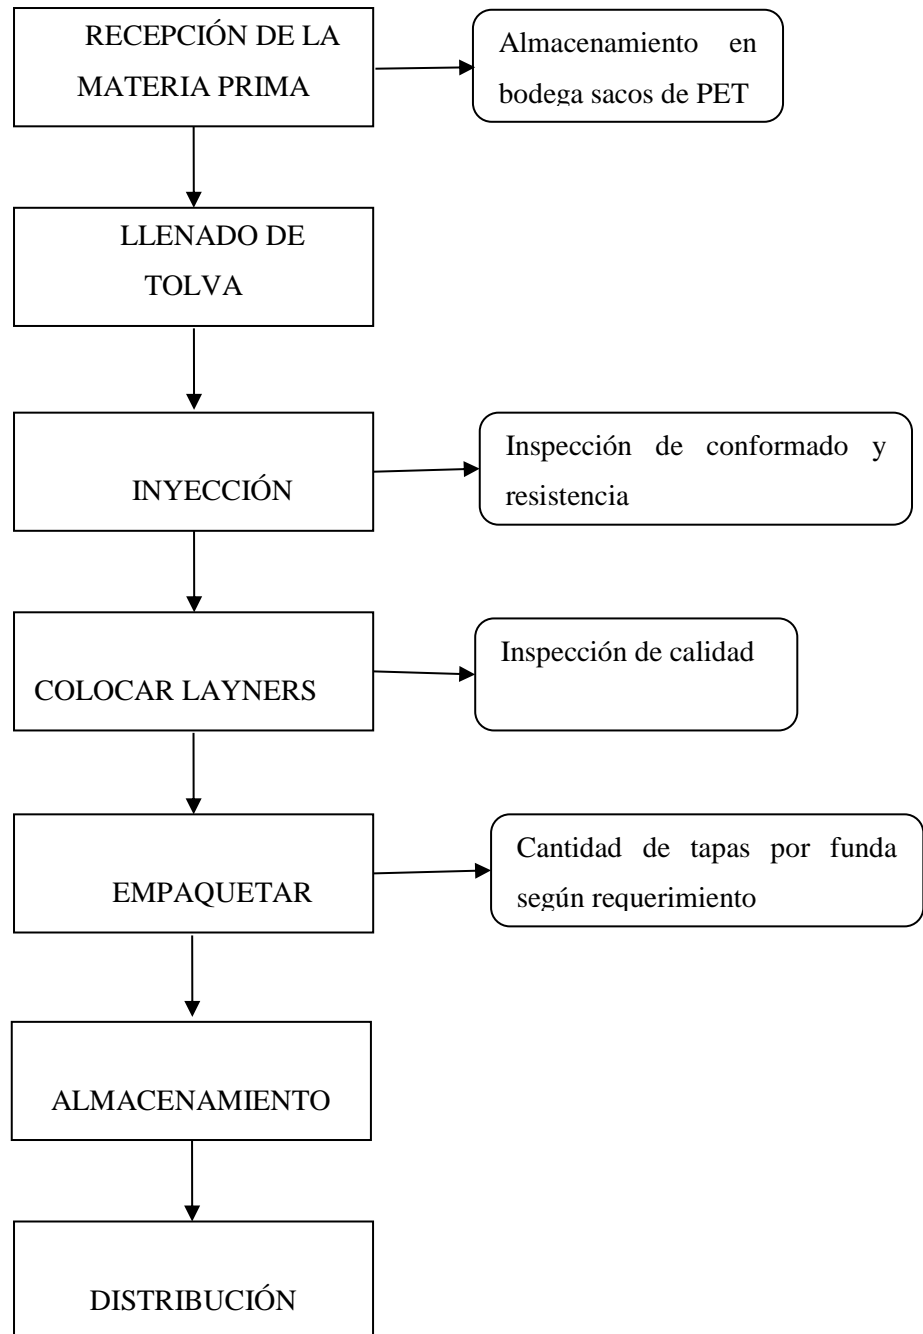 RECEPCIÓN DE LA
MATERIA PRIMA
Almacenamiento en
bodega sacos de PET
LLENADO DE
TOLVA
INYECCIÓN
Inspección de conformado y
resistencia
COLOCAR LAYNERS
Inspección de calidad
EMPAQUETAR
Cantidad de tapas por funda
según requerimiento
ALMACENAMIENTO
DISTRIBUCIÓN